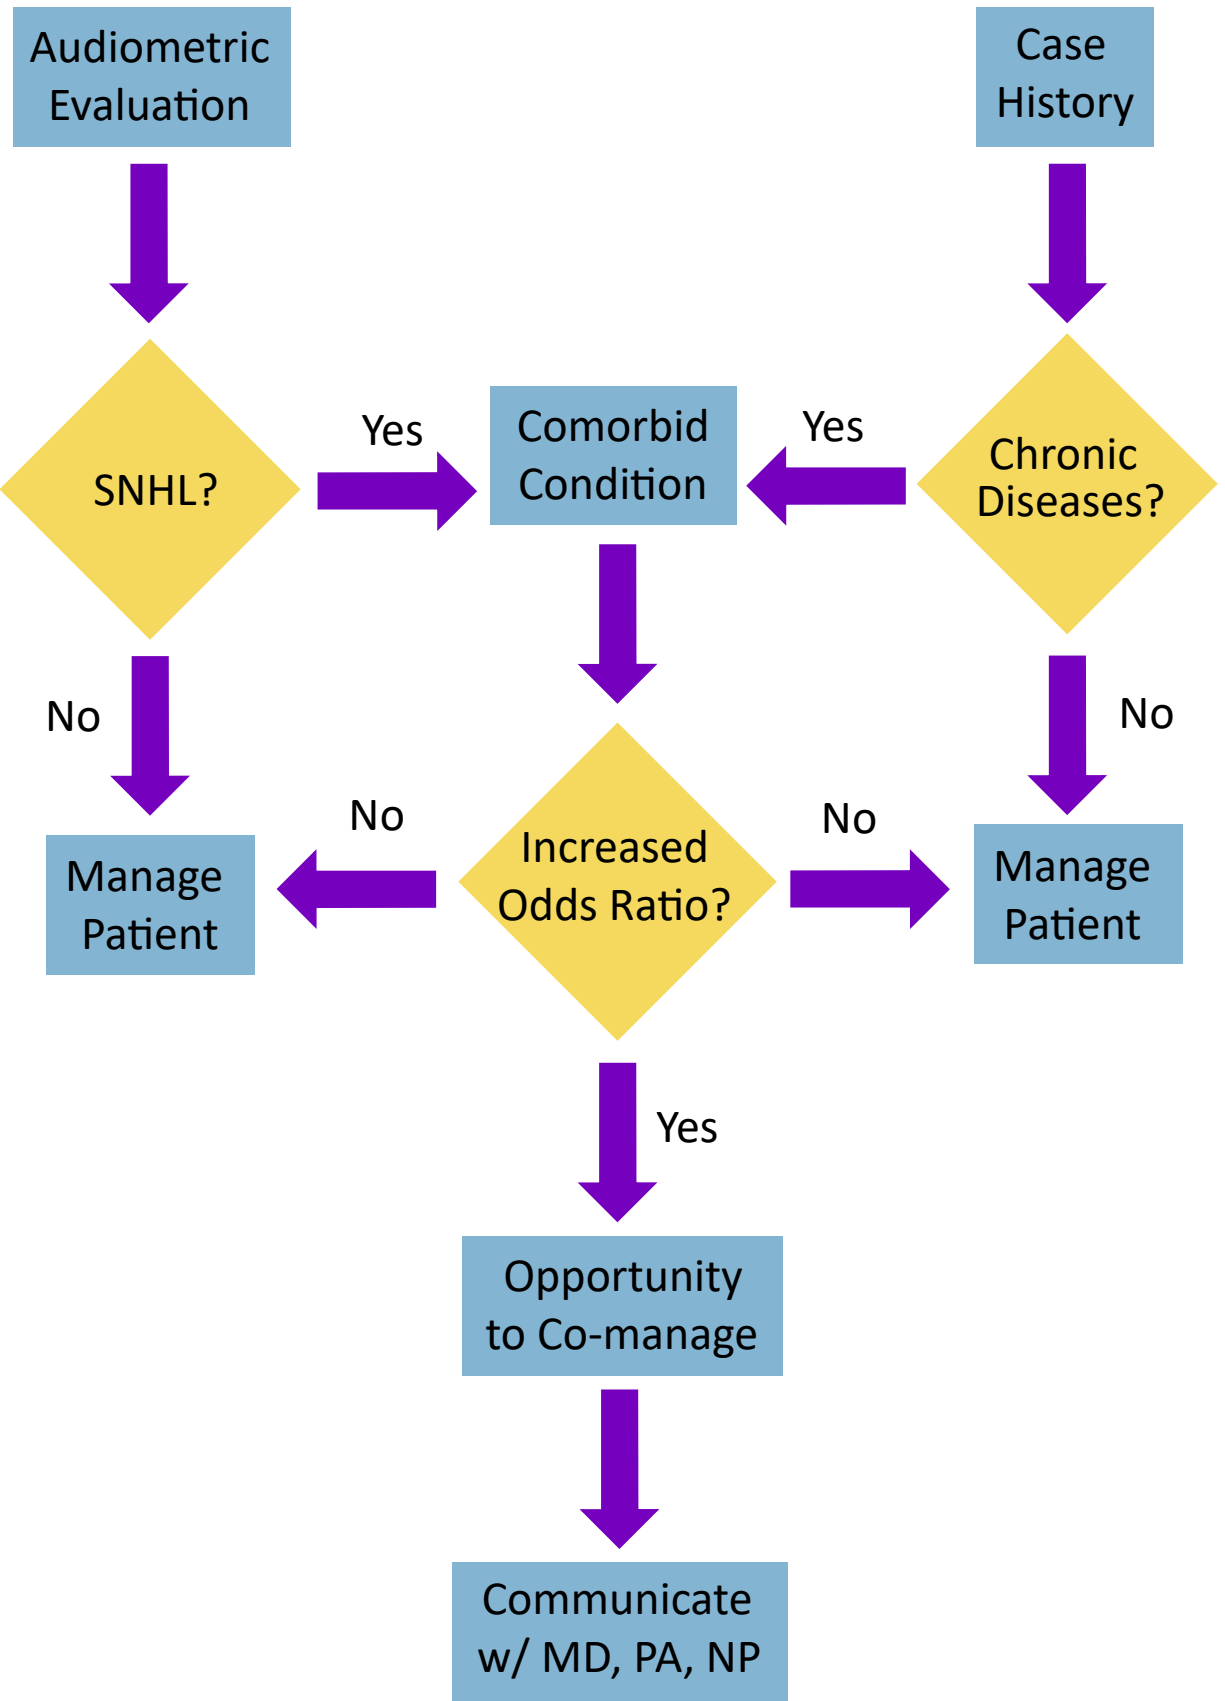 Audiometric
Evaluation
Case
History
SNHL?
Yes
Comorbid
Condition
Yes
Chronic
Diseases?
No
No
Manage
Patient
No
Increased
Odds Ratio?
No
Manage
Patient
Yes
Opportunity
to Co-manage
Communicate
w/ MD, PA, NP